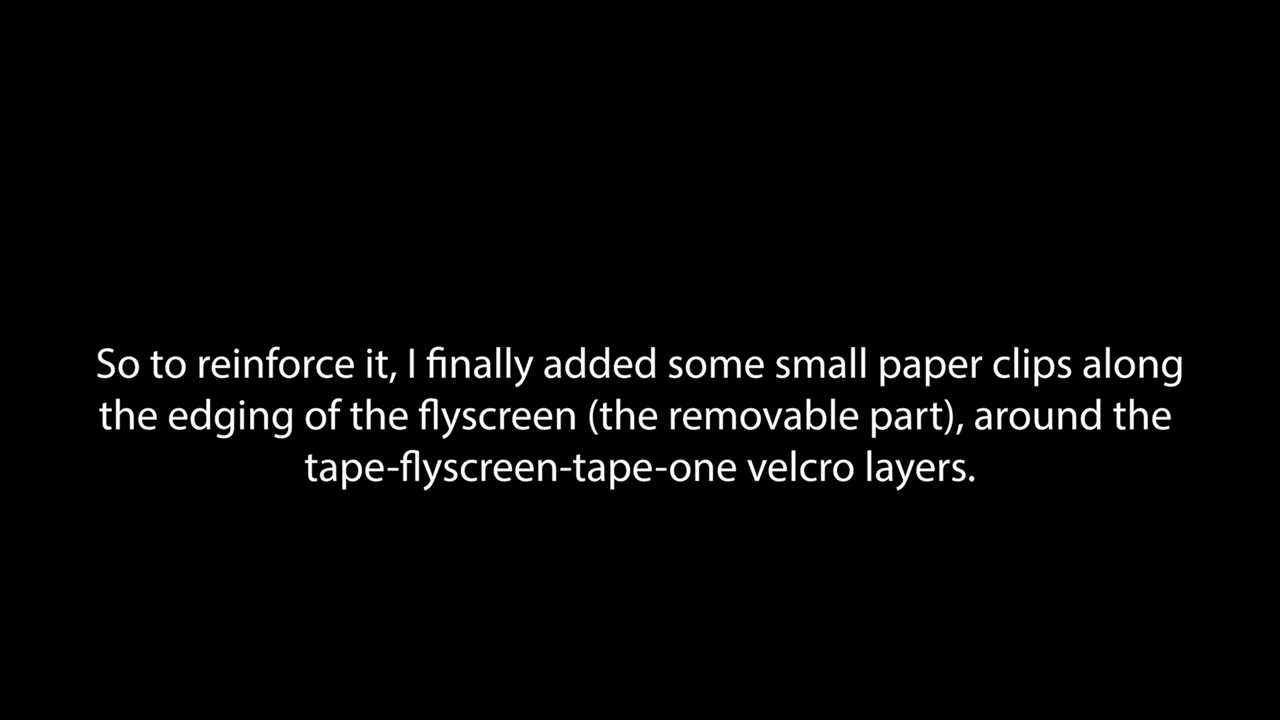 So to reinforce it, I finally added some small paper clips along
the edging of the flyscreen (the removable part), around the
tape-flyscreen-tape-one velcro layers.